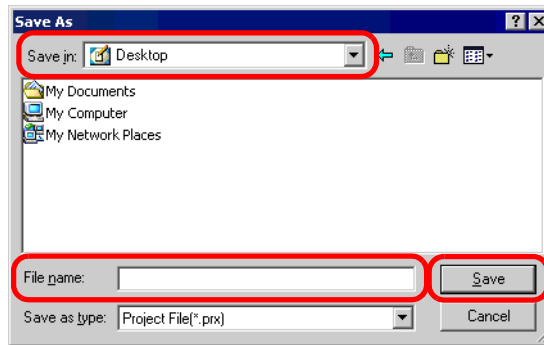 Save As
Save in: Desktop
My Documents
My Computer
My Network Places
File name:
Save
Save as type: Project File(*.prx)
Cancel